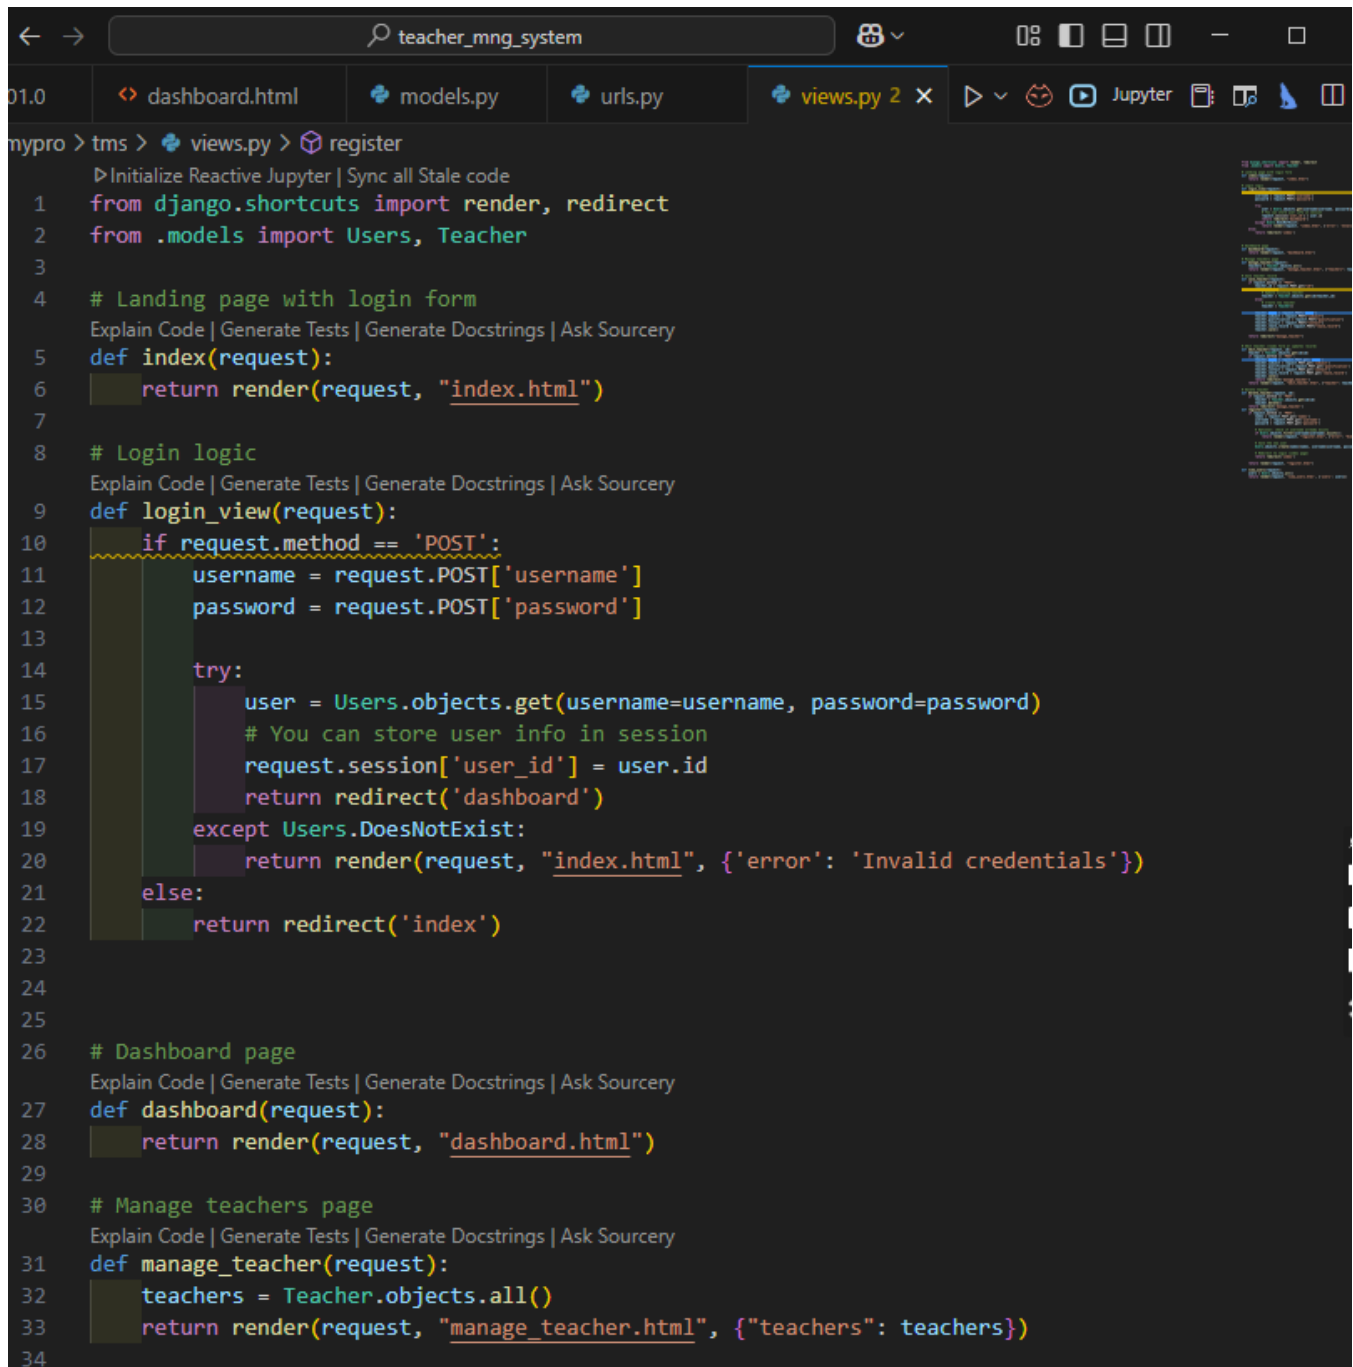 teacher_mng_system
01.0 dashboard.html models.py urls.py views.py 2 Jupyter
mypro > tms > views.py > register
Initialize Reactive Jupyter | Sync all Stale code
1 from django.shortcuts import render, redirect
2 from .models import Users, Teacher
3
4 # Landing page with login form
Explain Code | Generate Tests | Generate Docstrings | Ask Sourcery
5 def index(request):
6     return render(request, "index.html")
7
8 # Login logic
Explain Code | Generate Tests | Generate Docstrings | Ask Sourcery
9 def login_view(request):
10     if request.method == 'POST':
11         username = request.POST['username']
12         password = request.POST['password']
13
14         try:
15             user = Users.objects.get(username=username, password=password)
16             # You can store user info in session
17             request.session['user_id'] = user.id
18             return redirect('dashboard')
19         except Users.DoesNotExist:
20             return render(request, "index.html", {'error': 'Invalid credentials'})
21     else:
22         return redirect('index')
23
24
25
26 # Dashboard page
Explain Code | Generate Tests | Generate Docstrings | Ask Sourcery
27 def dashboard(request):
28     return render(request, "dashboard.html")
29
30 # Manage teachers page
Explain Code | Generate Tests | Generate Docstrings | Ask Sourcery
31 def manage_teacher(request):
32     teachers = Teacher.objects.all()
33     return render(request, "manage_teacher.html", {"teachers": teachers})
34